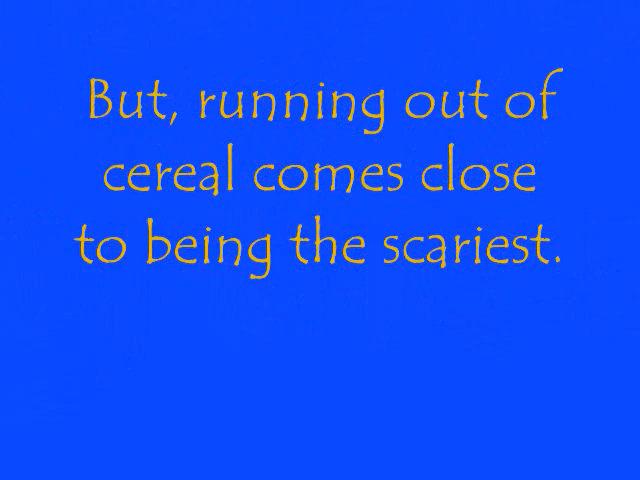 But, running out of
cereal comes close
to being the scariest.